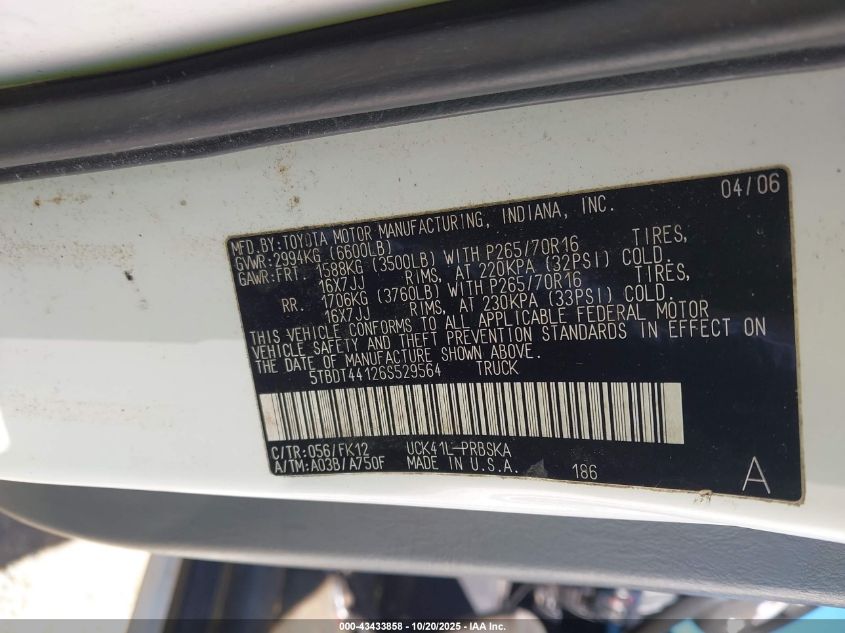 04/06
MFD.BY:TOYOTA MOTOR MANUFACTURING, INDIANA, INC.
GVWR:2994KG (6600LB)
GAWR:FRT. 1588KG (3500LB) WITH P265/70R16 TIRES,
16X7JJ RIMS, AT 220KPA (32PSI) COLD.
RR. 1706KG (3760LB) WITH P265/70R16 TIRES,
16X7JJ RIMS, AT 230KPA (33PSI) COLD.
THIS VEHICLE CONFORMS TO ALL APPLICABLE FEDERAL MOTOR
VEHICLE SAFETY AND THEFT PREVENTION STANDARDS IN EFFECT ON
THE DATE OF MANUFACTURE SHOWN ABOVE.
5TBDT44126S529564 TRUCK
C/TR:056/FK12 UCK41L-PRBSKA
A/TM:A03B/A750F MADE IN U.S.A. 186
A
000-43433858 - 10/20/2025 - IAA Inc.